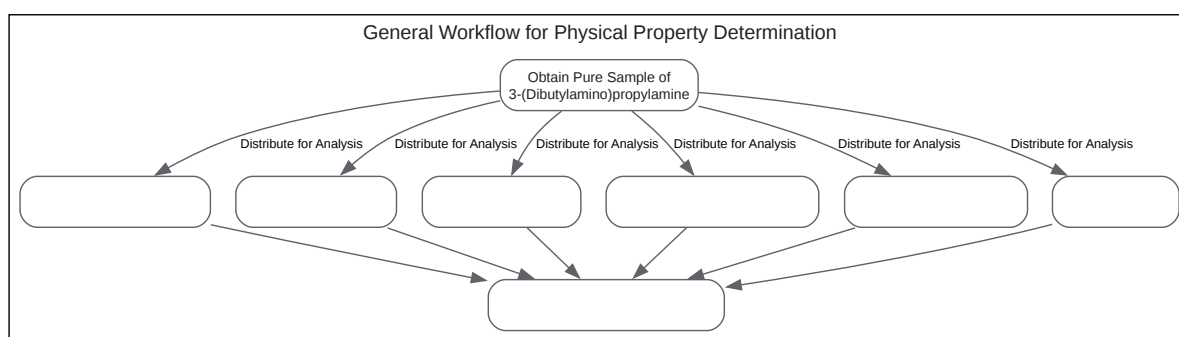 General Workflow for Physical Property Determination
Obtain Pure Sample of
3-(Dibutylamino)propylamine
Distribute for Analysis
Distribute for Analysis
Distribute for Analysis
Distribute for Analysis
Distribute for Analysis
Distribute for Analysis